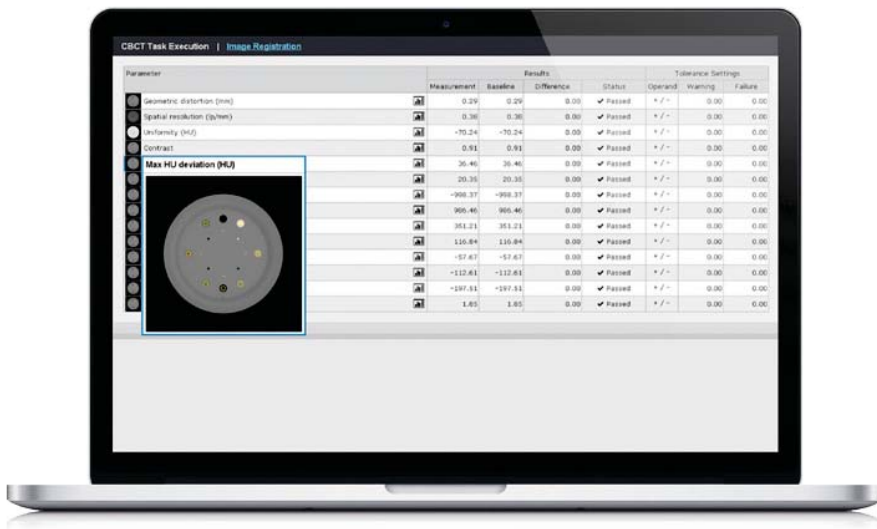 CBCT Task Execution | Image Registration
Parameter Results Tolerance Settings
Measurement Baseline Difference Status Operand Warning Failure
Geometric distortion (mm) 0.29 0.29 0.00 ✔ Passed + / - 0.00 0.00
Spatial resolution (lp/mm) 0.38 0.38 0.00 ✔ Passed + / - 0.00 0.00
Uniformity (HU) -70.24 -70.24 0.00 ✔ Passed + / - 0.00 0.00
Contrast 0.91 0.91 0.00 ✔ Passed + / - 0.00 0.00
Max HU deviation (HU) 36.46 36.46 0.00 ✔ Passed + / - 0.00 0.00
20.35 20.35 0.00 ✔ Passed + / - 0.00 0.00
-998.37 -998.37 0.00 ✔ Passed + / - 0.00 0.00
986.46 986.46 0.00 ✔ Passed + / - 0.00 0.00
351.21 351.21 0.00 ✔ Passed + / - 0.00 0.00
116.84 116.84 0.00 ✔ Passed + / - 0.00 0.00
-57.67 -57.67 0.00 ✔ Passed + / - 0.00 0.00
-112.61 -112.61 0.00 ✔ Passed + / - 0.00 0.00
-197.51 -197.51 0.00 ✔ Passed + / - 0.00 0.00
1.85 1.85 0.00 ✔ Passed + / - 0.00 0.00